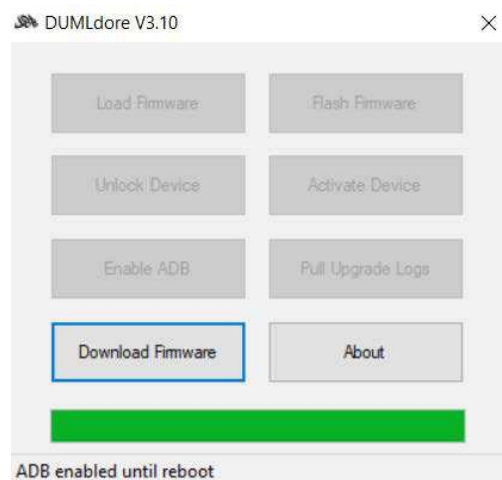 DUMLdore V3.10
Load Firmware
Flash Firmware
Unlock Device
Activate Device
Enable ADB
Pull Upgrade Logs
Download Firmware
About
ADB enabled until reboot